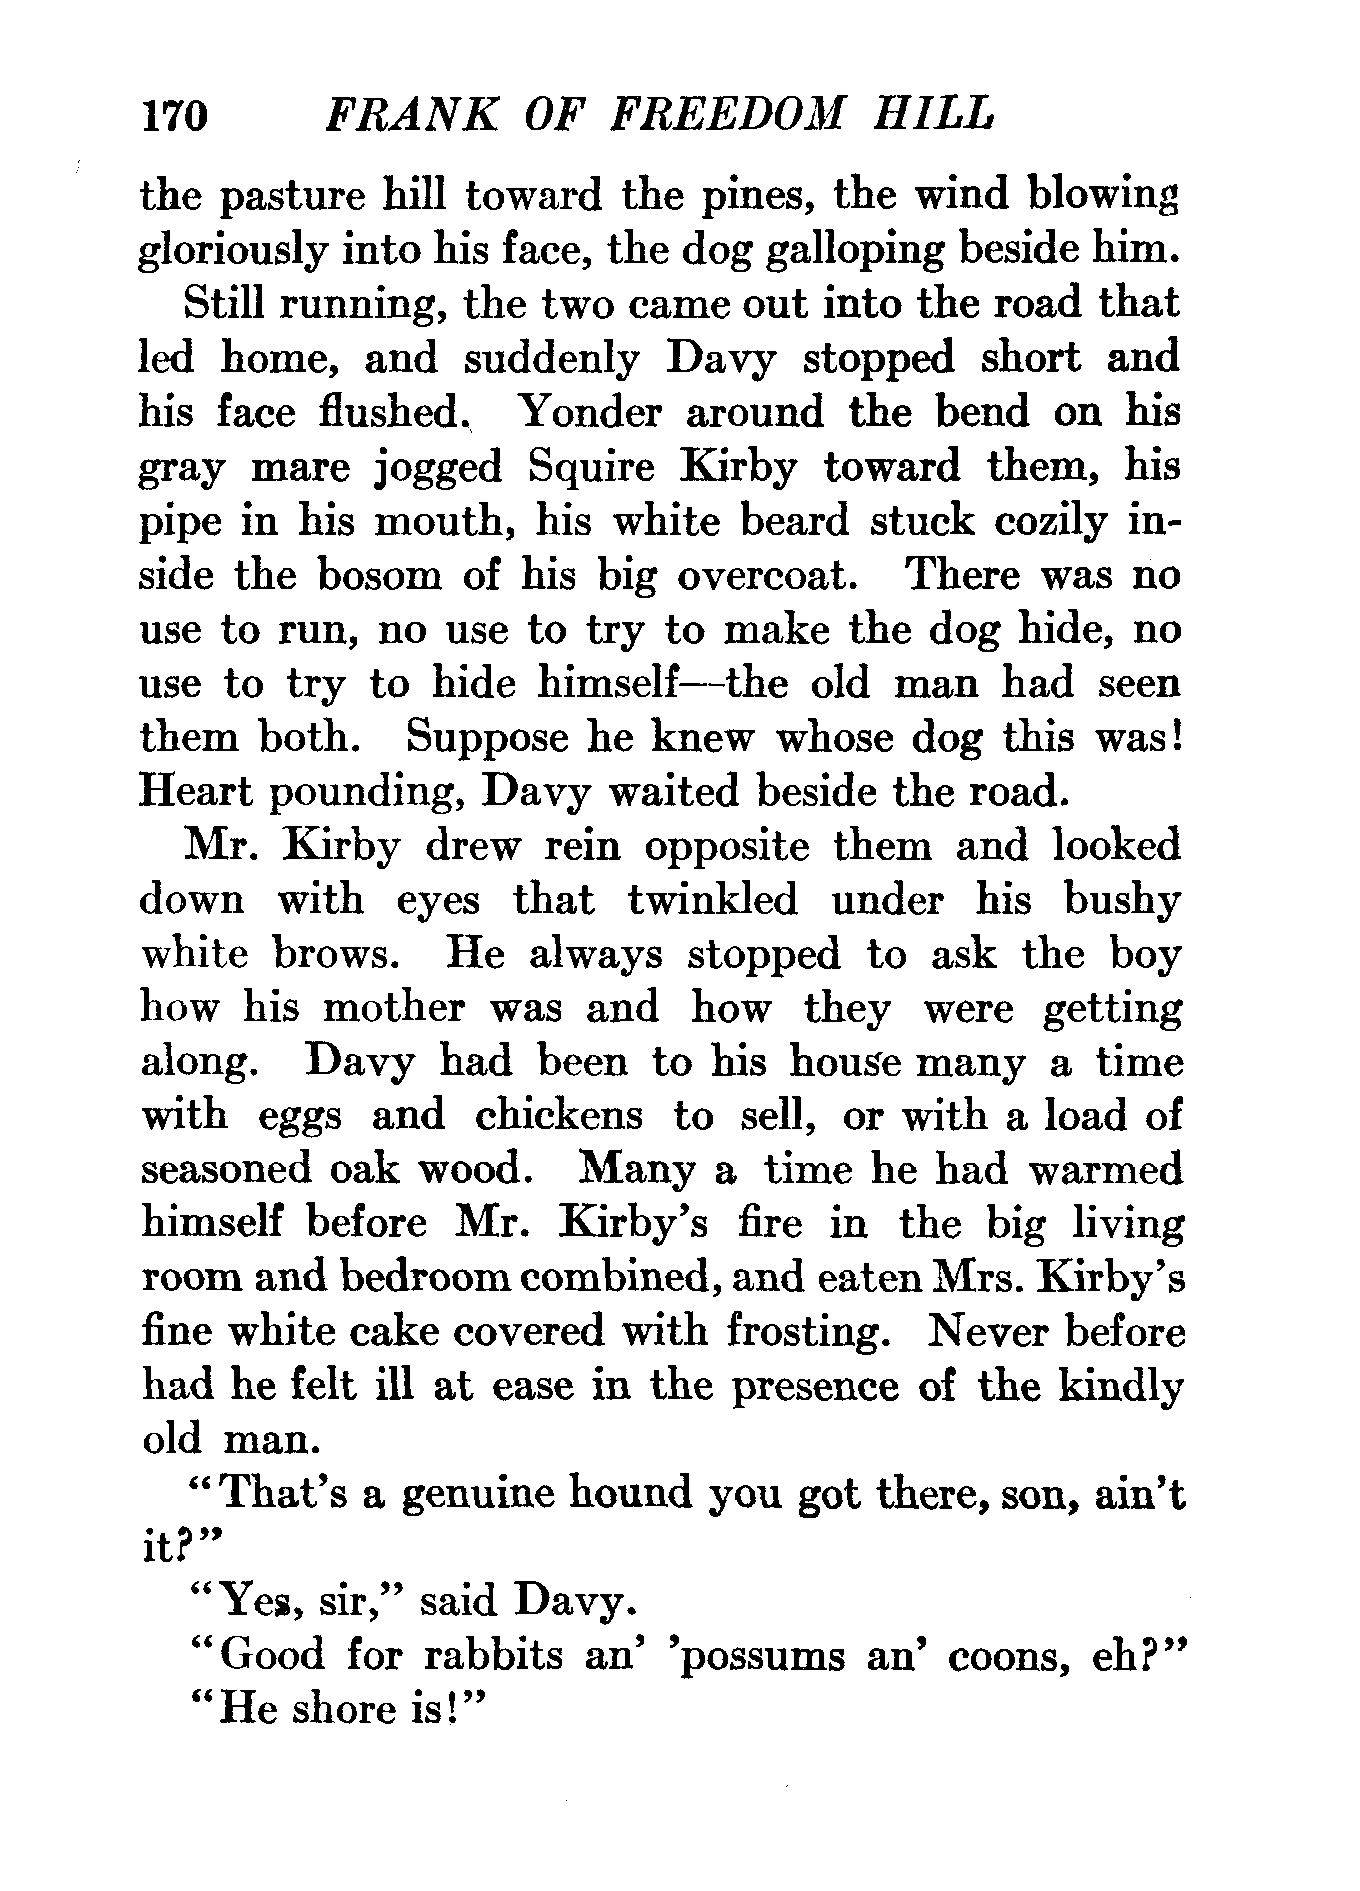 170 FRANK OF FREEDOM HILL
the pasture hill toward the pines, the wind blowing
gloriously into his face, the dog galloping beside him.
Still running, the two came out into the road that
led home, and suddenly Davy stopped short and
his face flushed. Yonder around the bend on his
gray mare jogged Squire Kirby toward them, his
pipe in his mouth, his white beard stuck cozily in-
side the bosom of his big overcoat. There was no
use to run, no use to try to make the dog hide, no
use to try to hide himself—the old man had seen
them both. Suppose he knew whose dog this was!
Heart pounding, Davy waited beside the road.
Mr. Kirby drew rein opposite them and looked
down with eyes that twinkled under his bushy
white brows. He always stopped to ask the boy
how his mother was and how they were getting
along. Davy had been to his house many a time
with eggs and chickens to sell, or with a load of
seasoned oak wood. Many a time he had warmed
himself before Mr. Kirby's fire in the big living
room and bedroom combined, and eaten Mrs. Kirby's
fine white cake covered with frosting. Never before
had he felt ill at ease in the presence of the kindly
old man.
"That's a genuine hound you got there, son, ain't
it?"
"Yes, sir," said Davy.
"Good for rabbits an' 'possums an' coons, eh?"
"He shore is!"